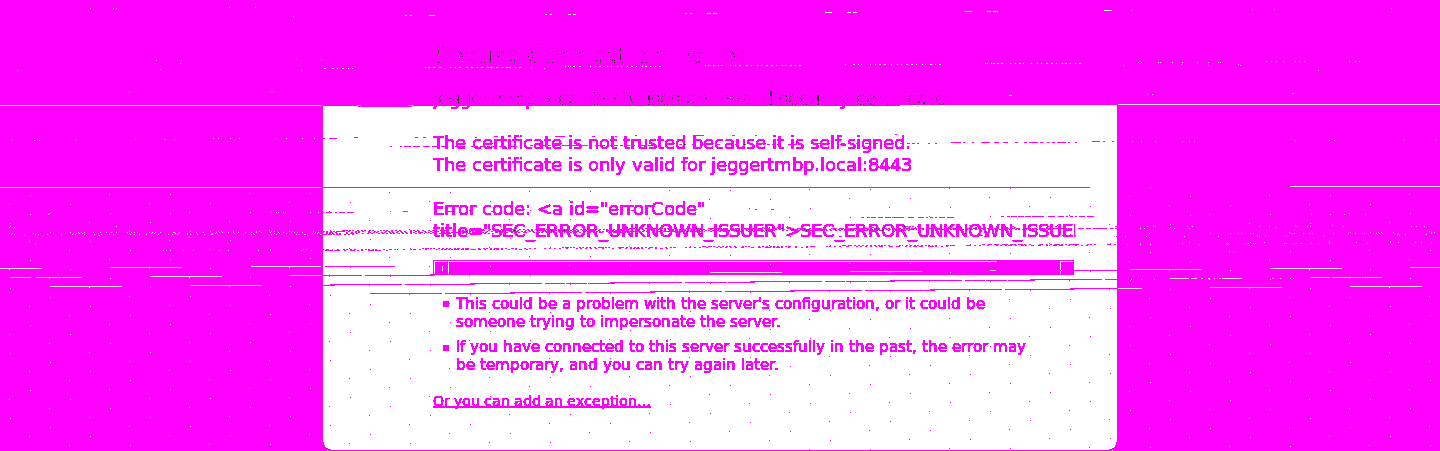 The certificate is not trusted because it is self-signed.
The certificate is only valid for jeggertmbp.local:8443
Error code: <a id="errorCode"
title="SEC_ERROR_UNKNOWN_ISSUER">SEC_ERROR_UNKNOWN_ISSUE
This could be a problem with the server's configuration, or it could be
someone trying to impersonate the server.
If you have connected to this server successfully in the past, the error may
be temporary, and you can try again later.
Or you can add an exception...